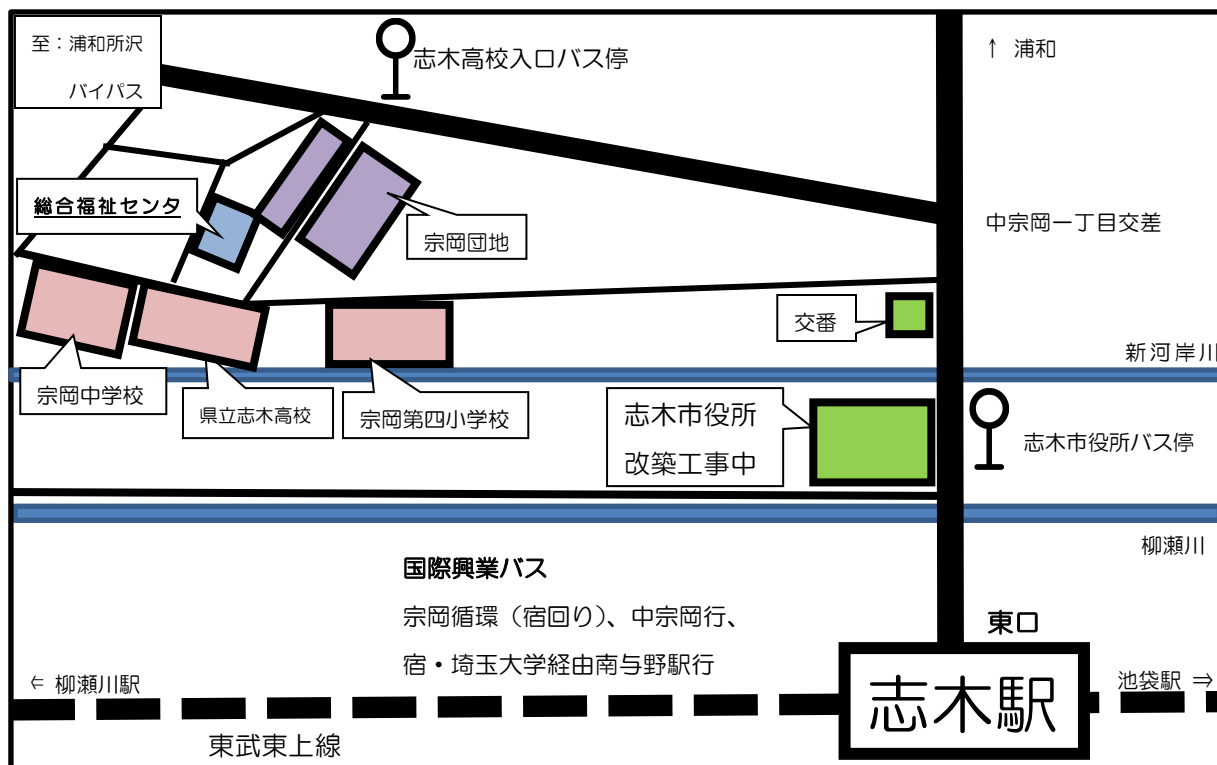 至：浦和所沢
バイパス
志木高校入口バス停
↑ 浦和
総合福祉センタ
宗岡団地
中宗岡一丁目交差
交番
新河岸川
宗岡中学校
県立志木高校
宗岡第四小学校
志木市役所
改築工事中
志木市役所バス停
柳瀬川
国際興業バス
宗岡循環（宿回り）、中宗岡行、
宿・埼玉大学経由南与野駅行
東口
← 柳瀬川駅
志木駅
池袋駅 ⇒
東武東上線